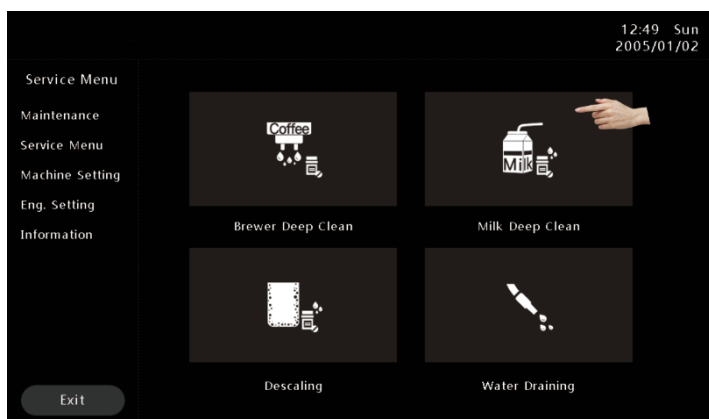 12:49 Sun
2005/01/02
Service Menu
Maintenance
Service Menu
Machine Setting
Eng. Setting
Information
Exit
Coffee
Milk
Brewer Deep Clean
Milk Deep Clean
Descaling
Water Draining